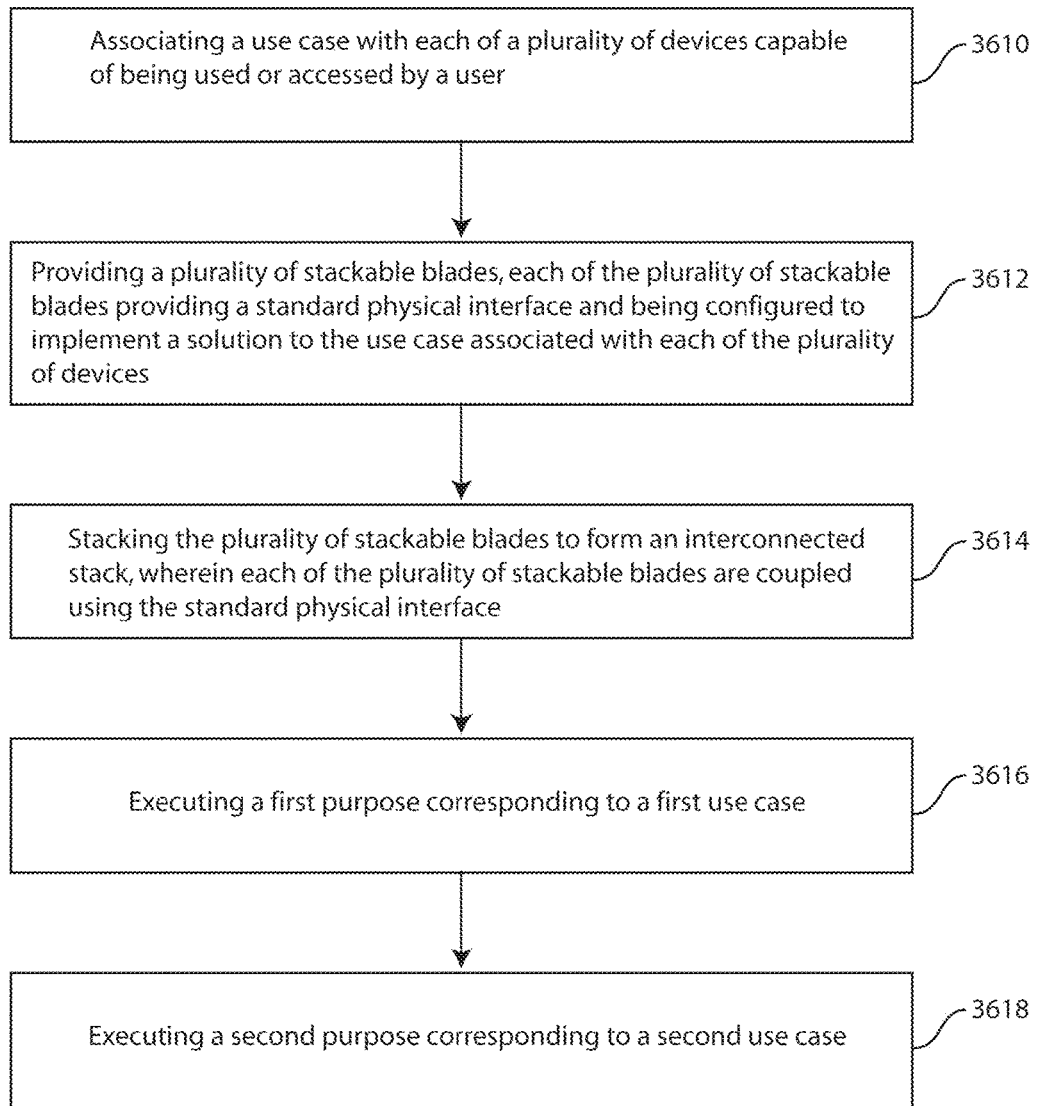 Associating a use case with each of a plurality of devices capable
of being used or accessed by a user
3610
Providing a plurality of stackable blades, each of the plurality of stackable
blades providing a standard physical interface and being configured to
implement a solution to the use case associated with each of the plurality
of devices
3612
Stacking the plurality of stackable blades to form an interconnected
stack, wherein each of the plurality of stackable blades are coupled
using the standard physical interface
3614
Executing a first purpose corresponding to a first use case
3616
Executing a second purpose corresponding to a second use case
3618